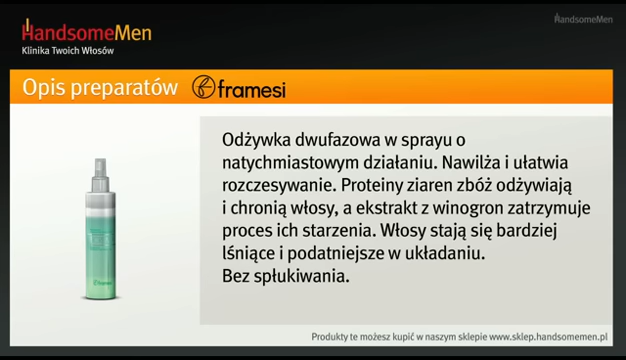 HandsomeMen
Klinika Twoich Włosów
HandsomeMen
Opis preparatów framesi
Odżywka dwufazowa w sprayu o
natychmiastowym działaniu. Nawilża i ułatwia
rozczesywanie. Proteiny ziaren zbóż odżywiają
i chronią włosy, a ekstrakt z winogron zatrzymuje
proces ich starzenia. Włosy stają się bardziej
lśniące i podatniejsze w układaniu.
Bez spłukiwania.
framesi
Produkty te możesz kupić w naszym sklepie www.sklep.handsomemen.pl